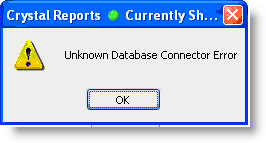 Crystal Reports Currently Sh...
Unknown Database Connector Error
OK